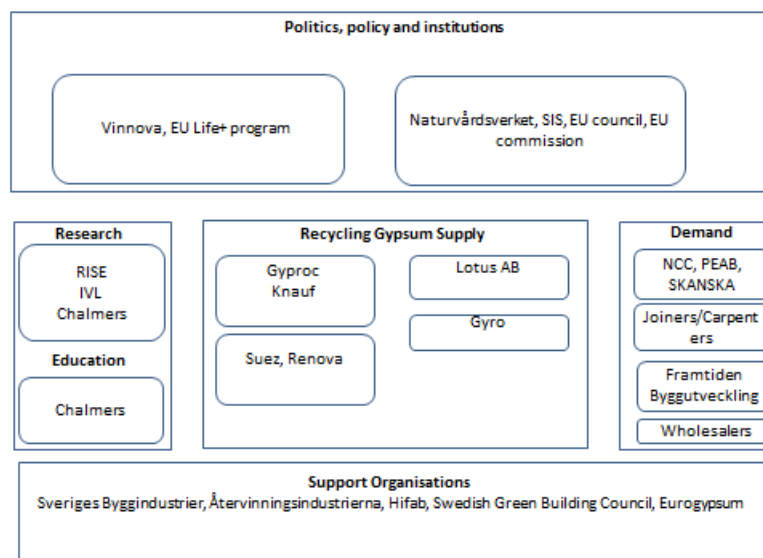 Politics, policy and institutions
Vinnova, EU Life+ program
Naturvårdsverket, SIS, EU council, EU
commission
Research
RISE
IVL
Chalmers
Education
Chalmers
Recycling Gypsum Supply
Gyproc
Knauf
Suez, Renova
Lotus AB
Gyro
Demand
NCC, PEAB,
SKANSKA
Joiners/Carpent
ers
Framtiden
Byggutveckling
Wholesalers
Support Organisations
Sveriges Byggindustrier, Återvinningsindustrierna, Hifab, Swedish Green Building Council, Eurogypsum